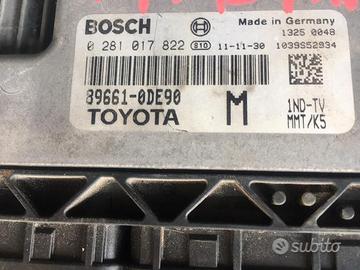 BOSCH Made in Germany
1325 0048
0 281 017 822 S10 11-11-30 1039S52934
89661-0DE90 M 1ND-TV
TOYOTA MMT/K5
subito